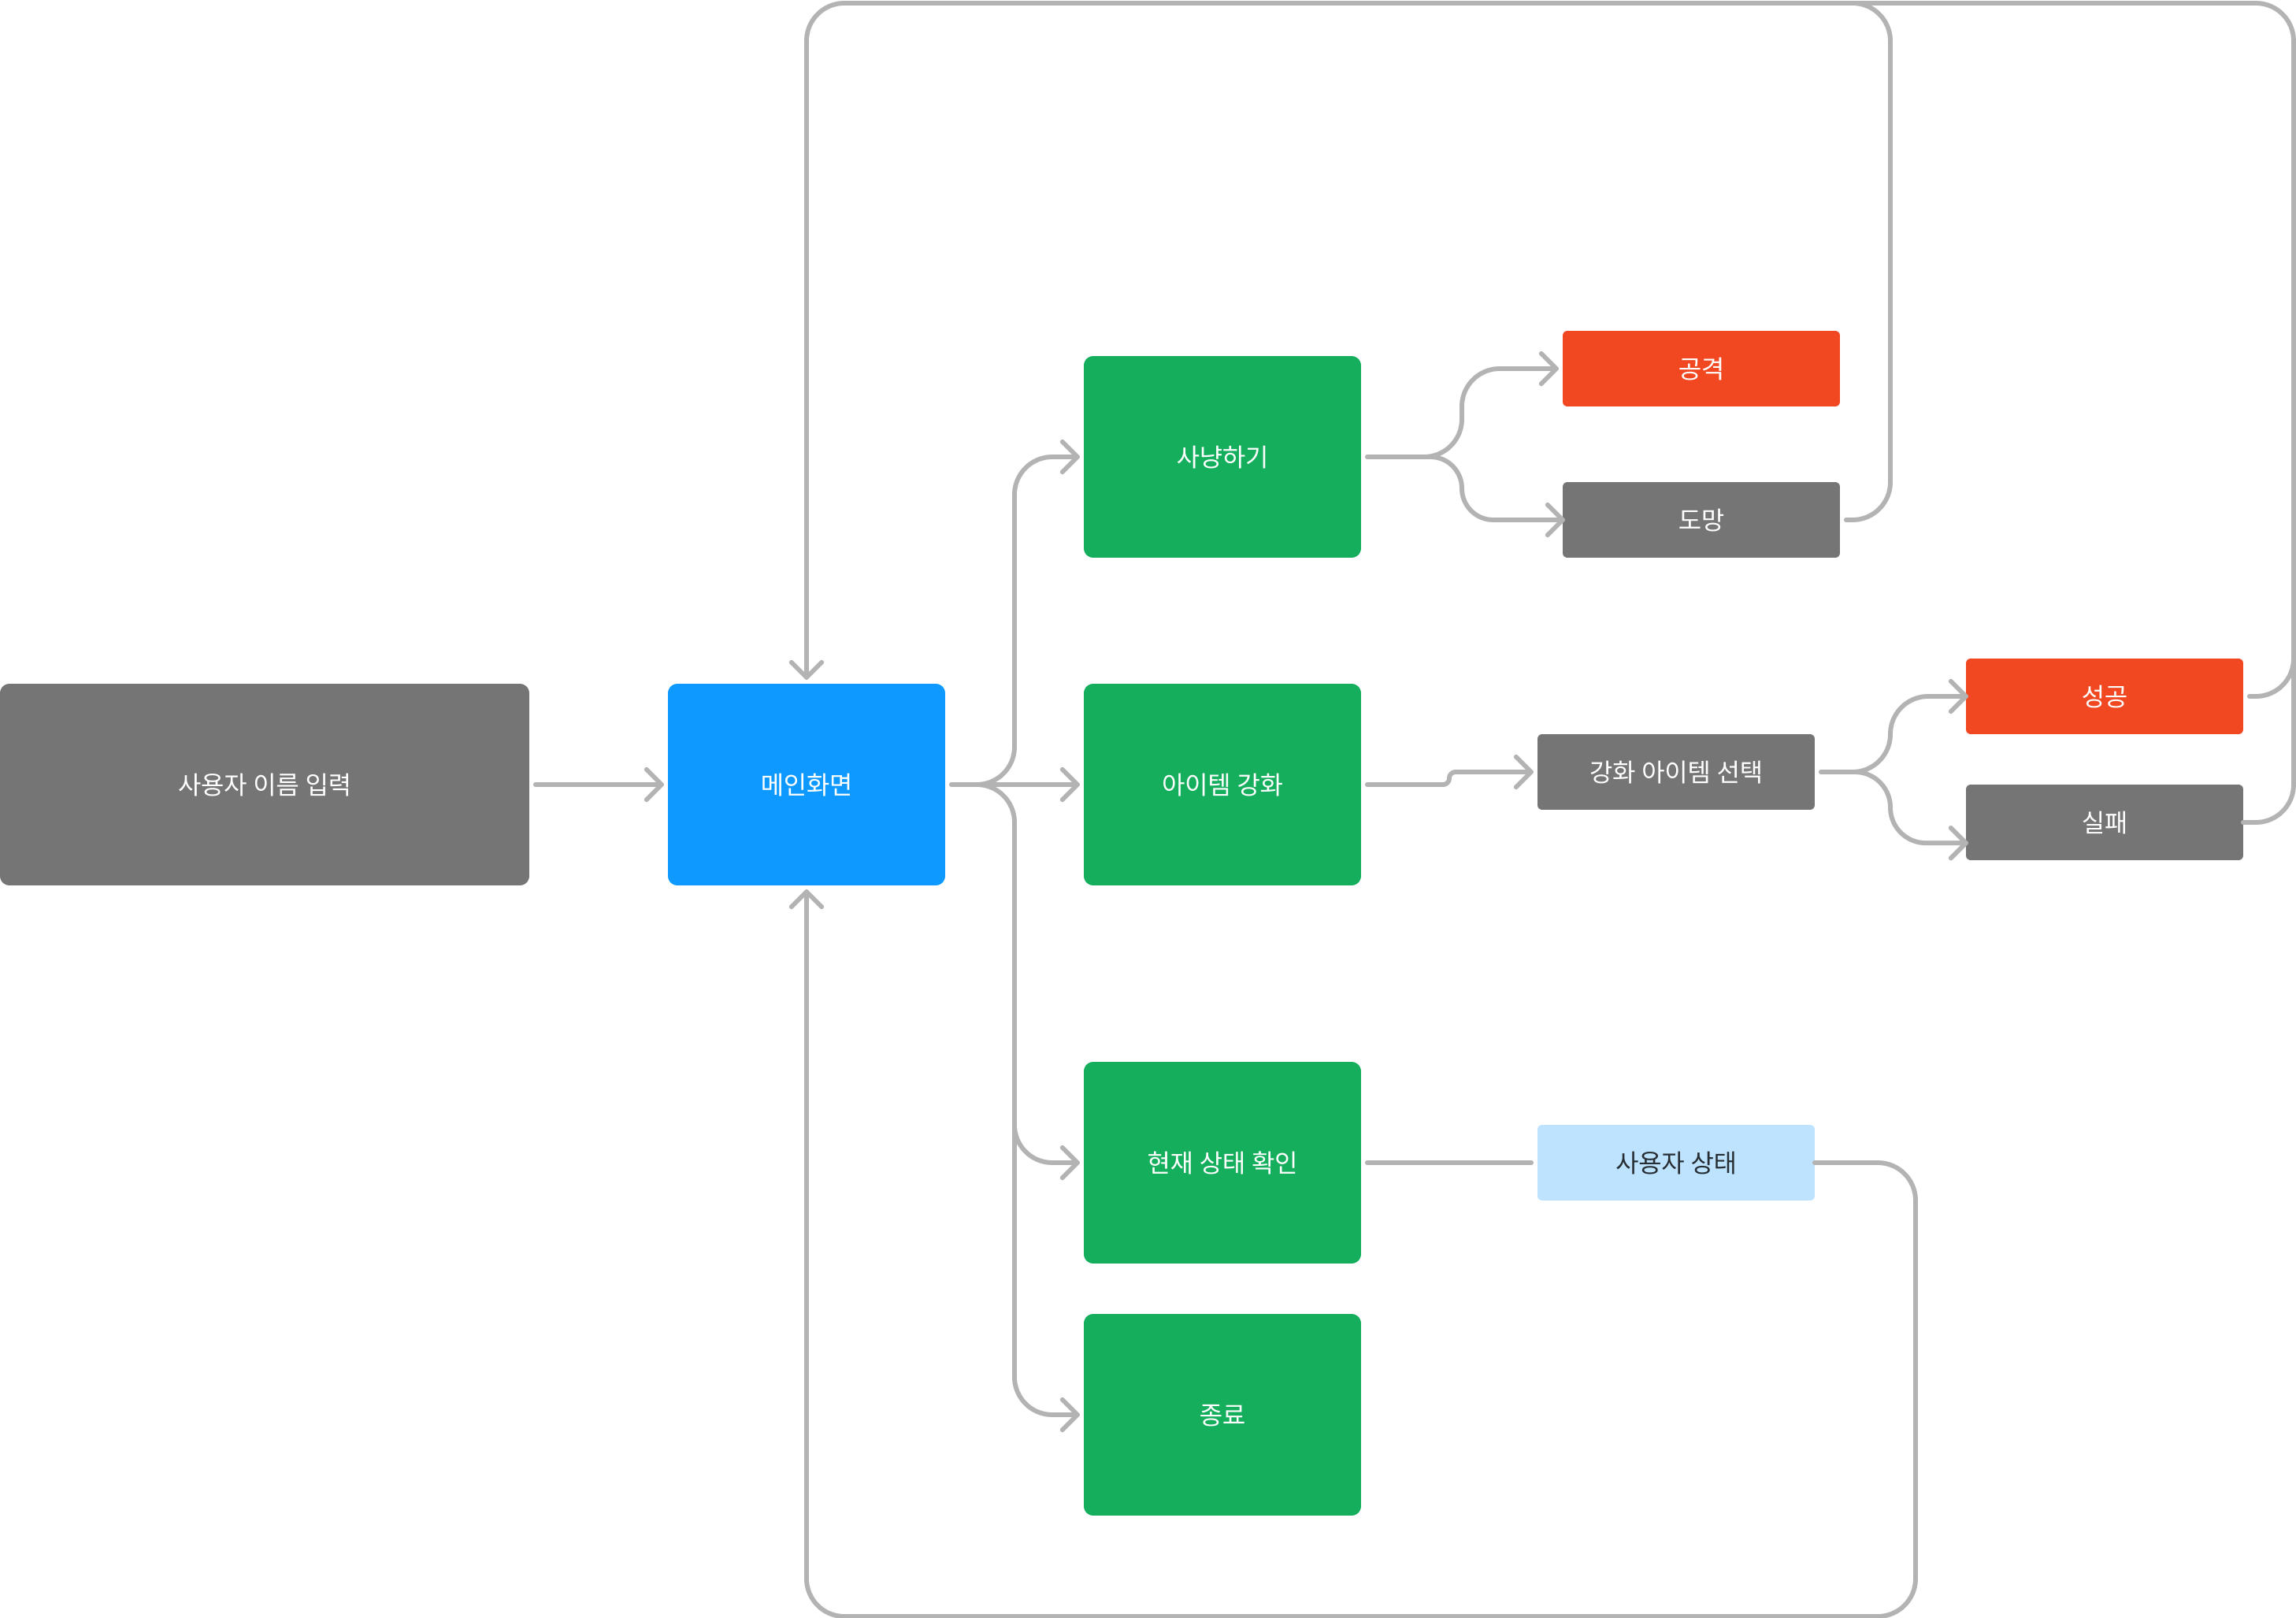 사용자 이름 입력
메인화면
사냥하기
공격
도망
아이템 강화
강화 아이템 선택
성공
실패
현재 상태 확인
사용자 상태
종료